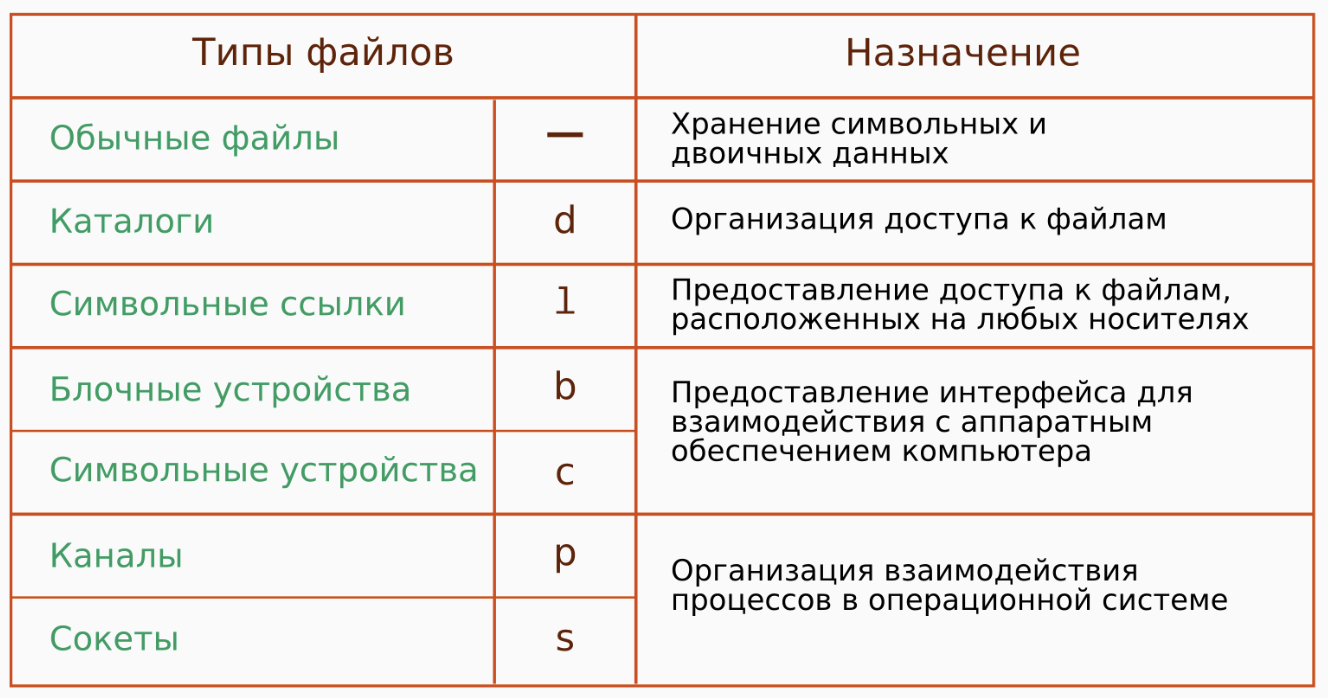 Типы файлов
Назначение
Обычные файлы
—
Хранение символьных и
двоичных данных
Каталоги
d
Организация доступа к файлам
Символьные ссылки
l
Предоставление доступа к файлам,
расположенных на любых носителях
Блочные устройства
b
Предоставление интерфейса для
взаимодействия с аппаратным
обеспечением компьютера
Символьные устройства
c
Каналы
p
Организация взаимодействия
процессов в операционной системе
Сокеты
s